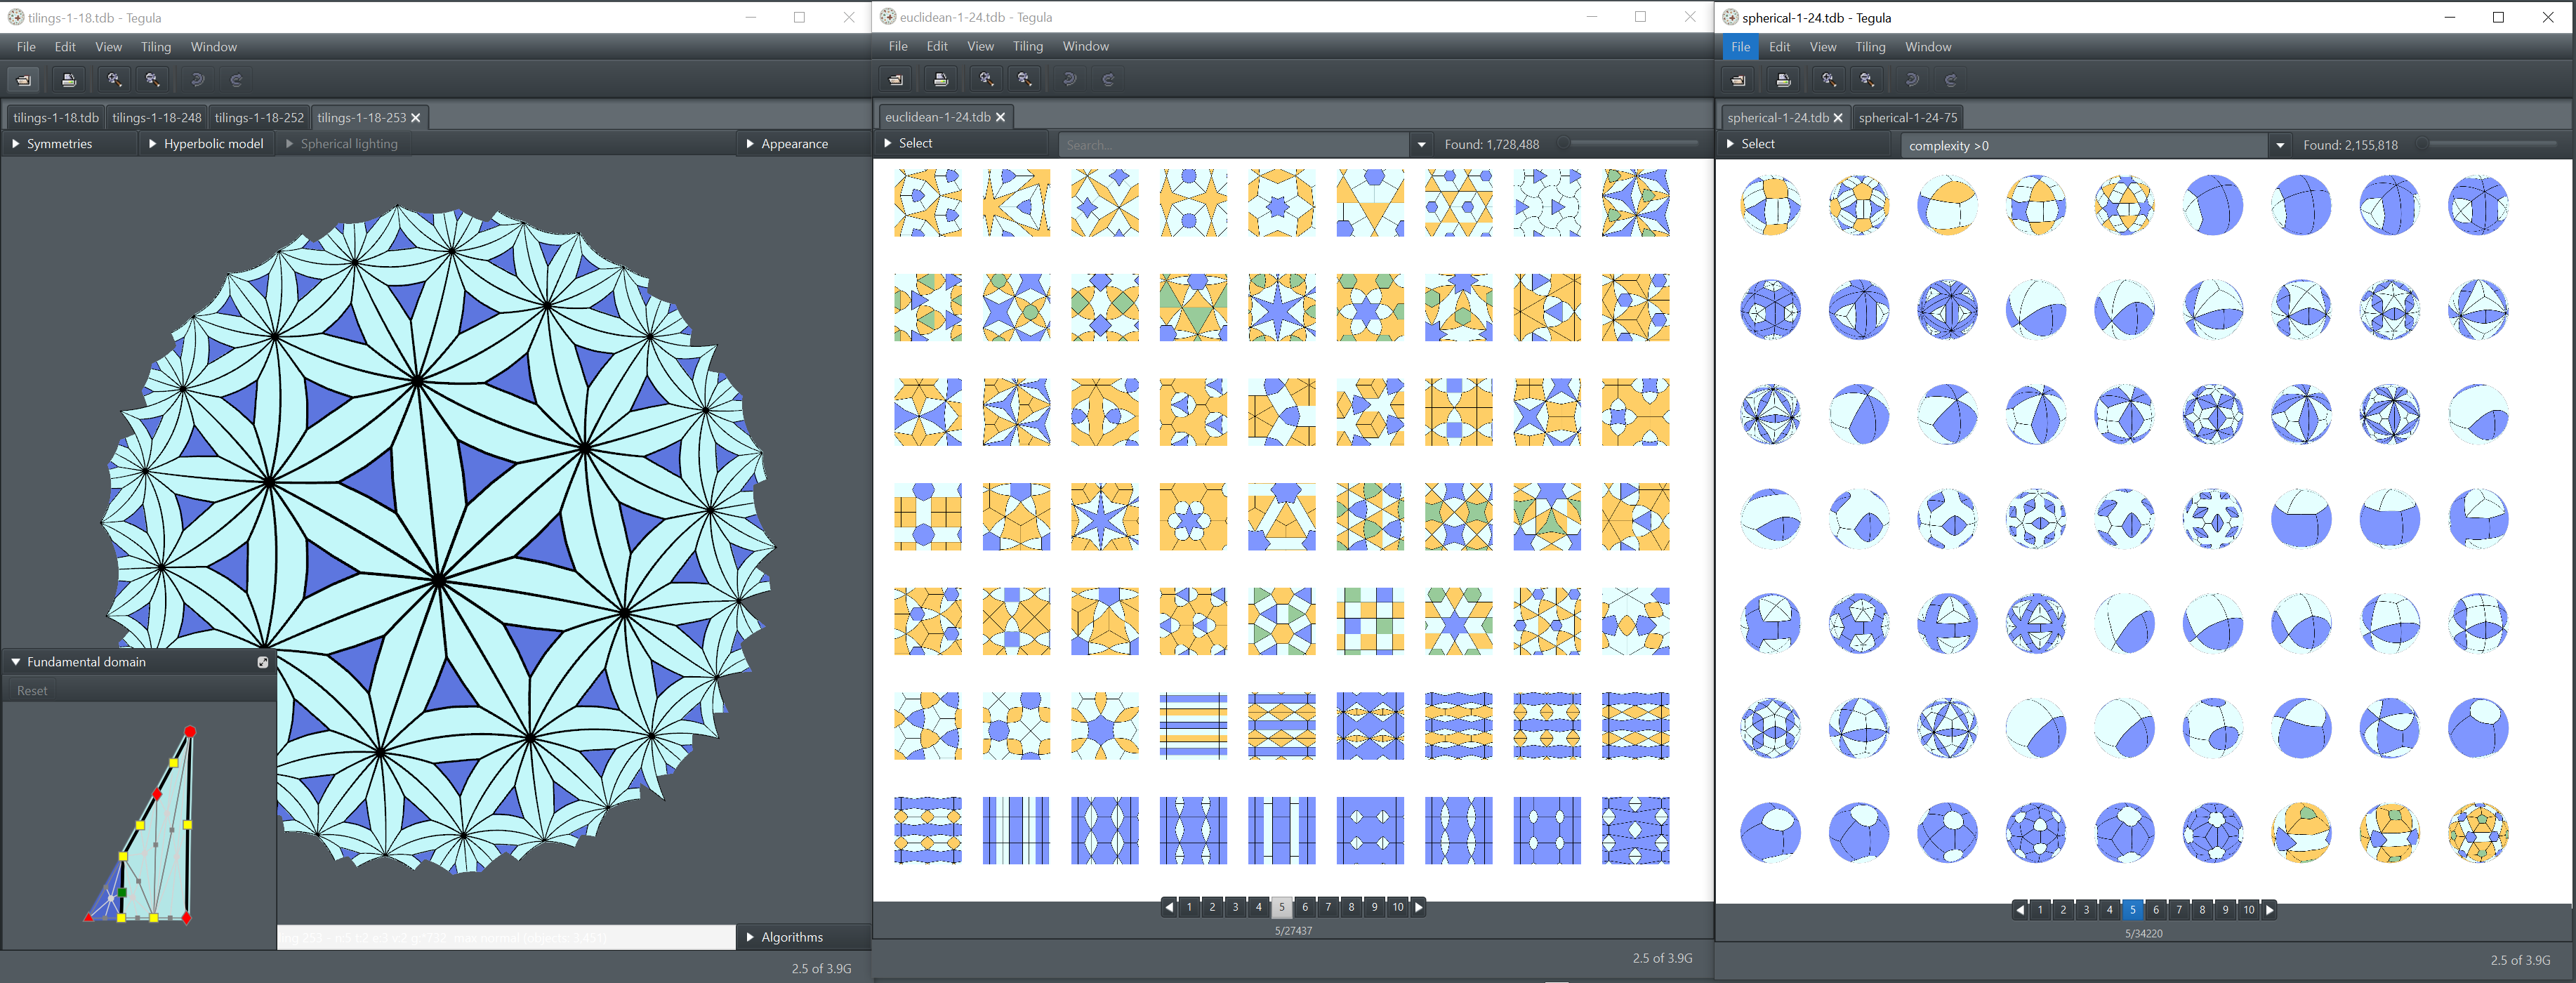 tilings-1-18.tdb - Tegula
File Edit View Tiling Window
tilings-1-18.tdb tilings-1-18-248 tilings-1-18-252 tilings-1-18-253
Symmetries Hyperbolic model Spherical lighting Appearance
Fundamental domain
Reset
Algorithms
2.5 of 3.9G
euclidean-1-24.tdb - Tegula
File Edit View Tiling Window
euclidean-1-24.tdb
Select Search... Found: 1,728,488
1 2 3 4 5 6 7 8 9 10
5/27437
2.5 of 3.9G
spherical-1-24.tdb - Tegula
File Edit View Tiling Window
spherical-1-24.tdb spherical-1-24-75
Select complexity >0 Found: 2,155,818
1 2 3 4 5 6 7 8 9 10
5/34220
2.5 of 3.9G